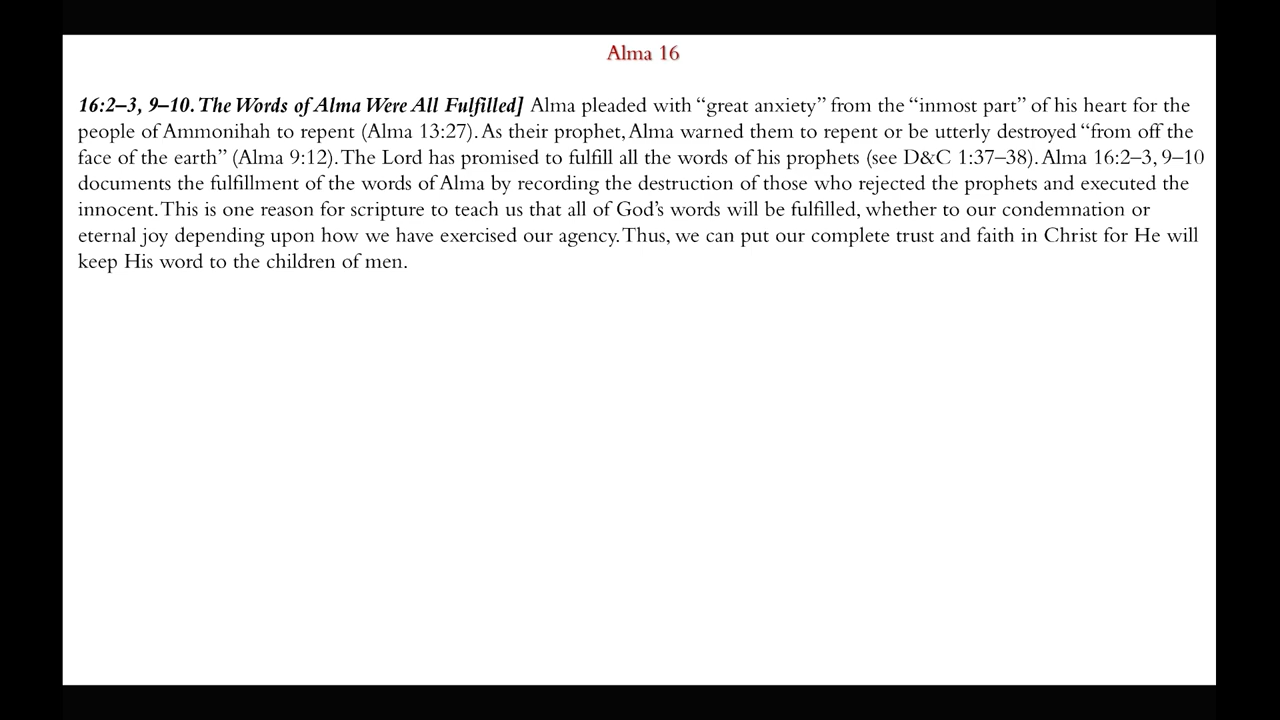 Alma 16
16:2–3, 9–10. The Words of Alma Were All Fulfilled] Alma pleaded with “great anxiety” from the “inmost part” of his heart for the
people of Ammonihah to repent (Alma 13:27). As their prophet, Alma warned them to repent or be utterly destroyed “from off the
face of the earth” (Alma 9:12). The Lord has promised to fulfill all the words of his prophets (see D&C 1:37–38). Alma 16:2–3, 9–10
documents the fulfillment of the words of Alma by recording the destruction of those who rejected the prophets and executed the
innocent. This is one reason for scripture to teach us that all of God’s words will be fulfilled, whether to our condemnation or
eternal joy depending upon how we have exercised our agency. Thus, we can put our complete trust and faith in Christ for He will
keep His word to the children of men.